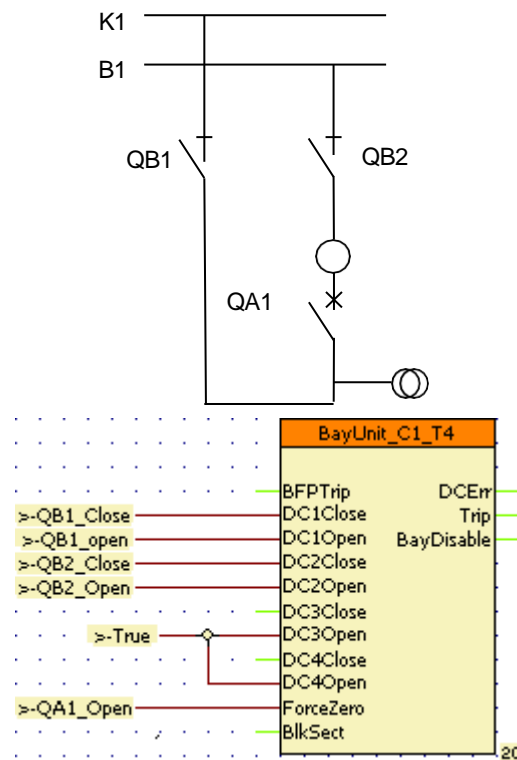 K1
B1
QB1
QB2
QA1
BayUnit_C1_T4
BFPTrip DCErr
>-QB1_Close DC1Close Trip
>-QB1_open DC1Open BayDisable
>-QB2_Close DC2Close
>-QB2_Open DC2Open
DC3Close
>-True DC3Open
DC4Close
DC4Open
>-QA1_Open ForceZero
BlkSect
20